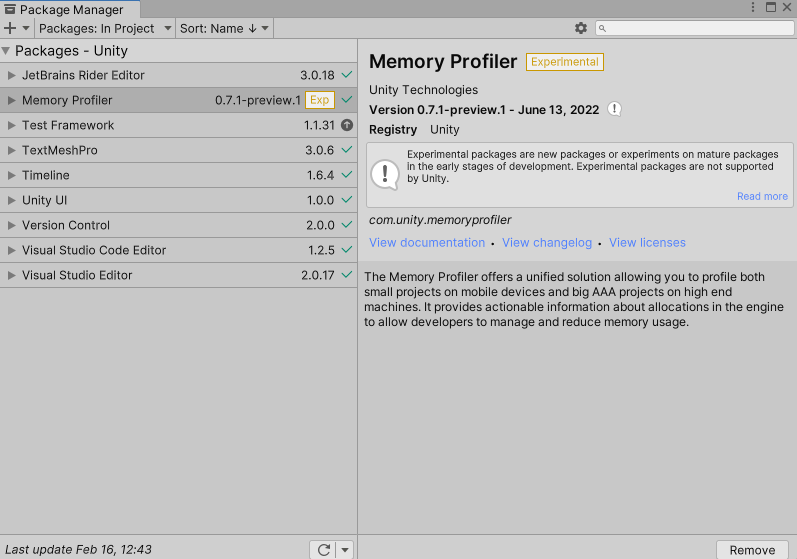 Package Manager
Packages: In Project
Sort: Name ↓
Packages - Unity
JetBrains Rider Editor 3.0.18
Memory Profiler 0.7.1-preview.1 Exp
Test Framework 1.1.31
TextMeshPro 3.0.6
Timeline 1.6.4
Unity UI 1.0.0
Version Control 2.0.0
Visual Studio Code Editor 1.2.5
Visual Studio Editor 2.0.17
Last update Feb 16, 12:43
Memory Profiler Experimental
Unity Technologies
Version 0.7.1-preview.1 - June 13, 2022
Registry Unity
Experimental packages are new packages or experiments on mature packages
in the early stages of development. Experimental packages are not supported
by Unity.
Read more
com.unity.memoryprofiler
View documentation • View changelog • View licenses
The Memory Profiler offers a unified solution allowing you to profile both
small projects on mobile devices and big AAA projects on high end
machines. It provides actionable information about allocations in the engine
to allow developers to manage and reduce memory usage.
Remove